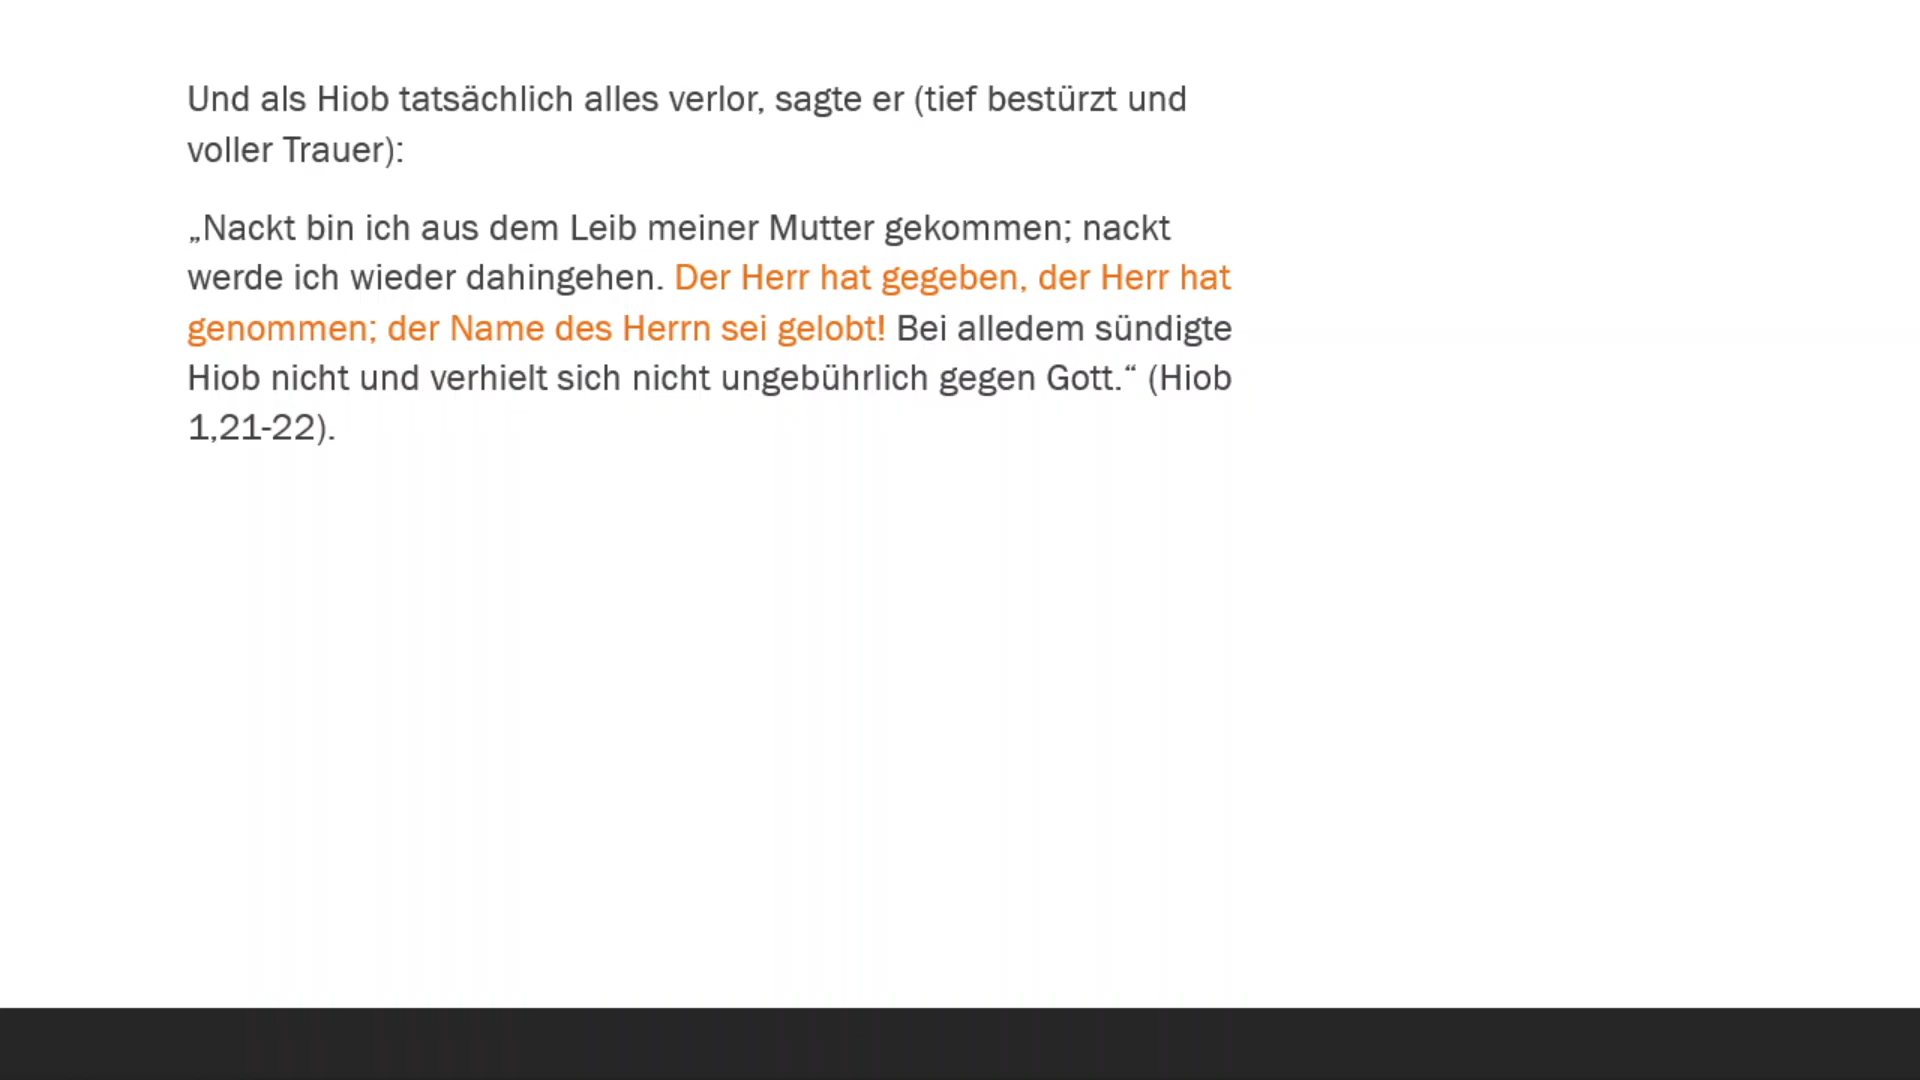 Und als Hiob tatsächlich alles verlor, sagte er (tief bestürzt und
voller Trauer):
„Nackt bin ich aus dem Leib meiner Mutter gekommen; nackt
werde ich wieder dahingehen. Der Herr hat gegeben, der Herr hat
genommen; der Name des Herrn sei gelobt! Bei alledem sündigte
Hiob nicht und verhielt sich nicht ungebührlich gegen Gott.“ (Hiob
1,21-22).